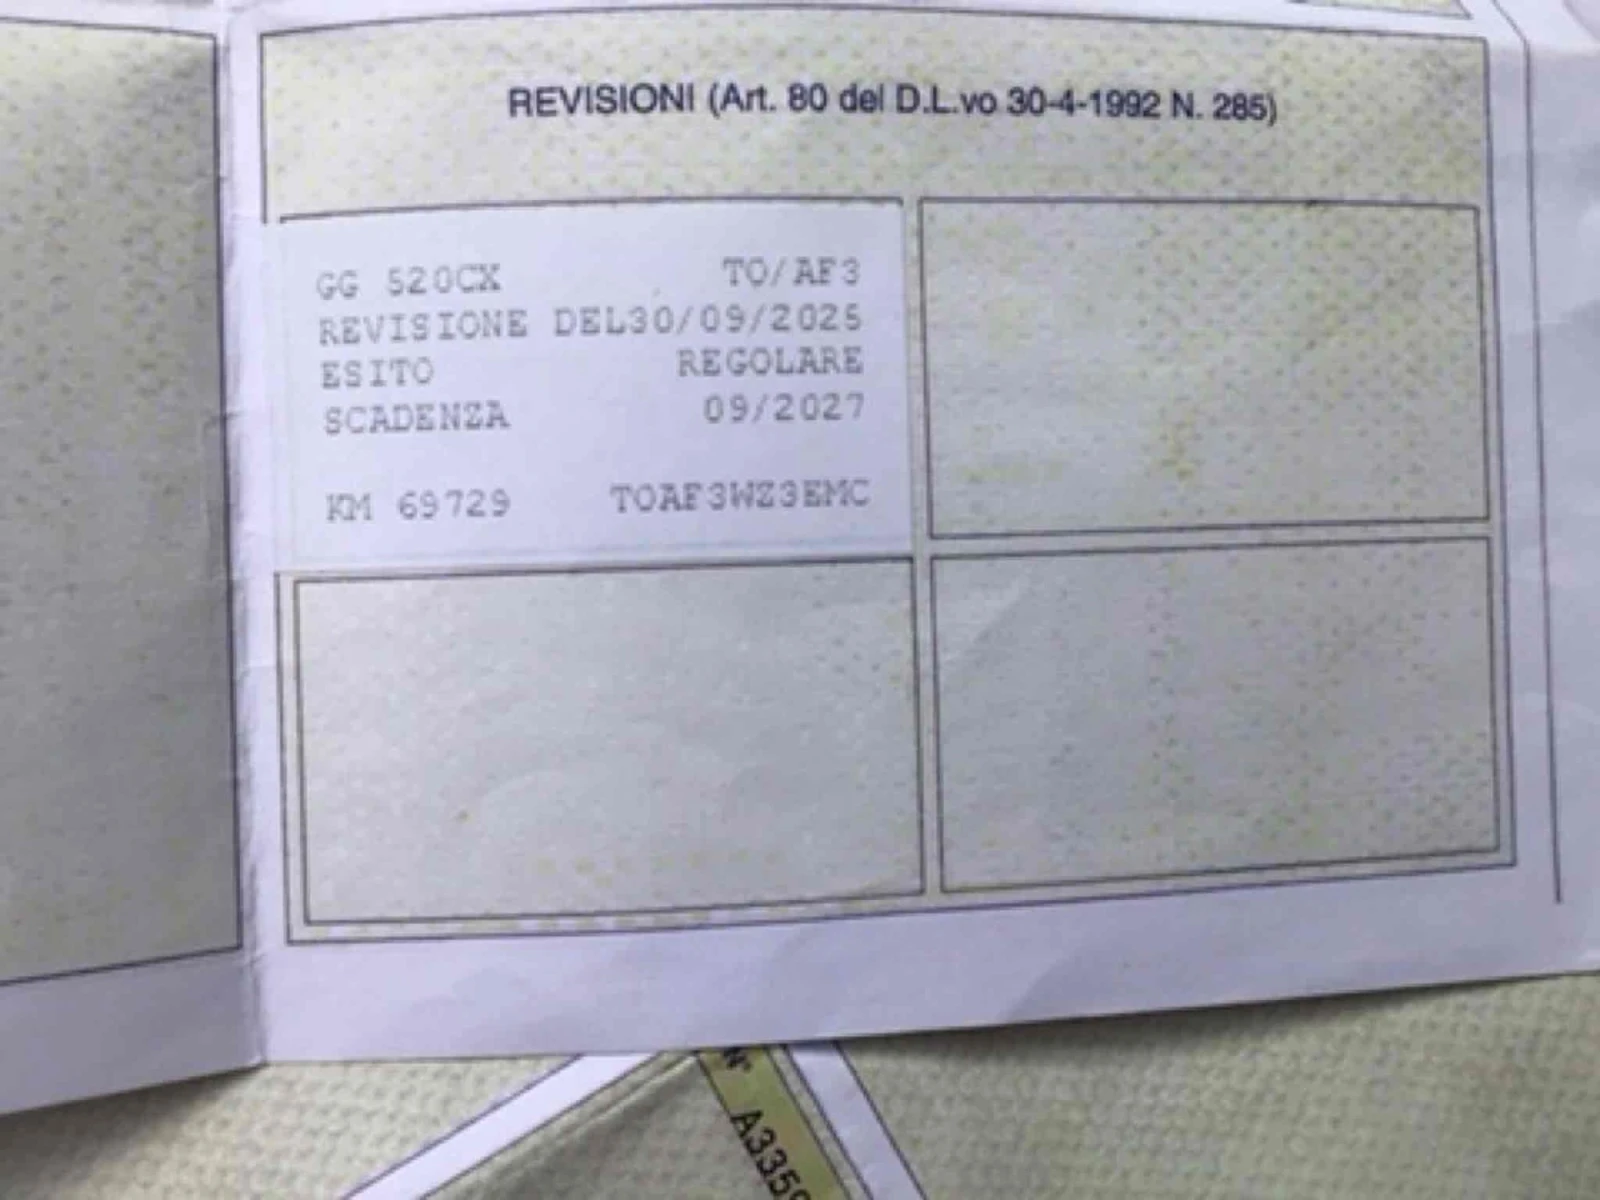 REVISIONI (Art. 80 del D.L.vo 30-4-1992 N. 285)
GG 520CX TO/AF3
REVISIONE DEL30/09/2025
ESITO REGOLARE
SCADENZA 09/2027
KM 69729 TOAF3WZ3EMC
N°